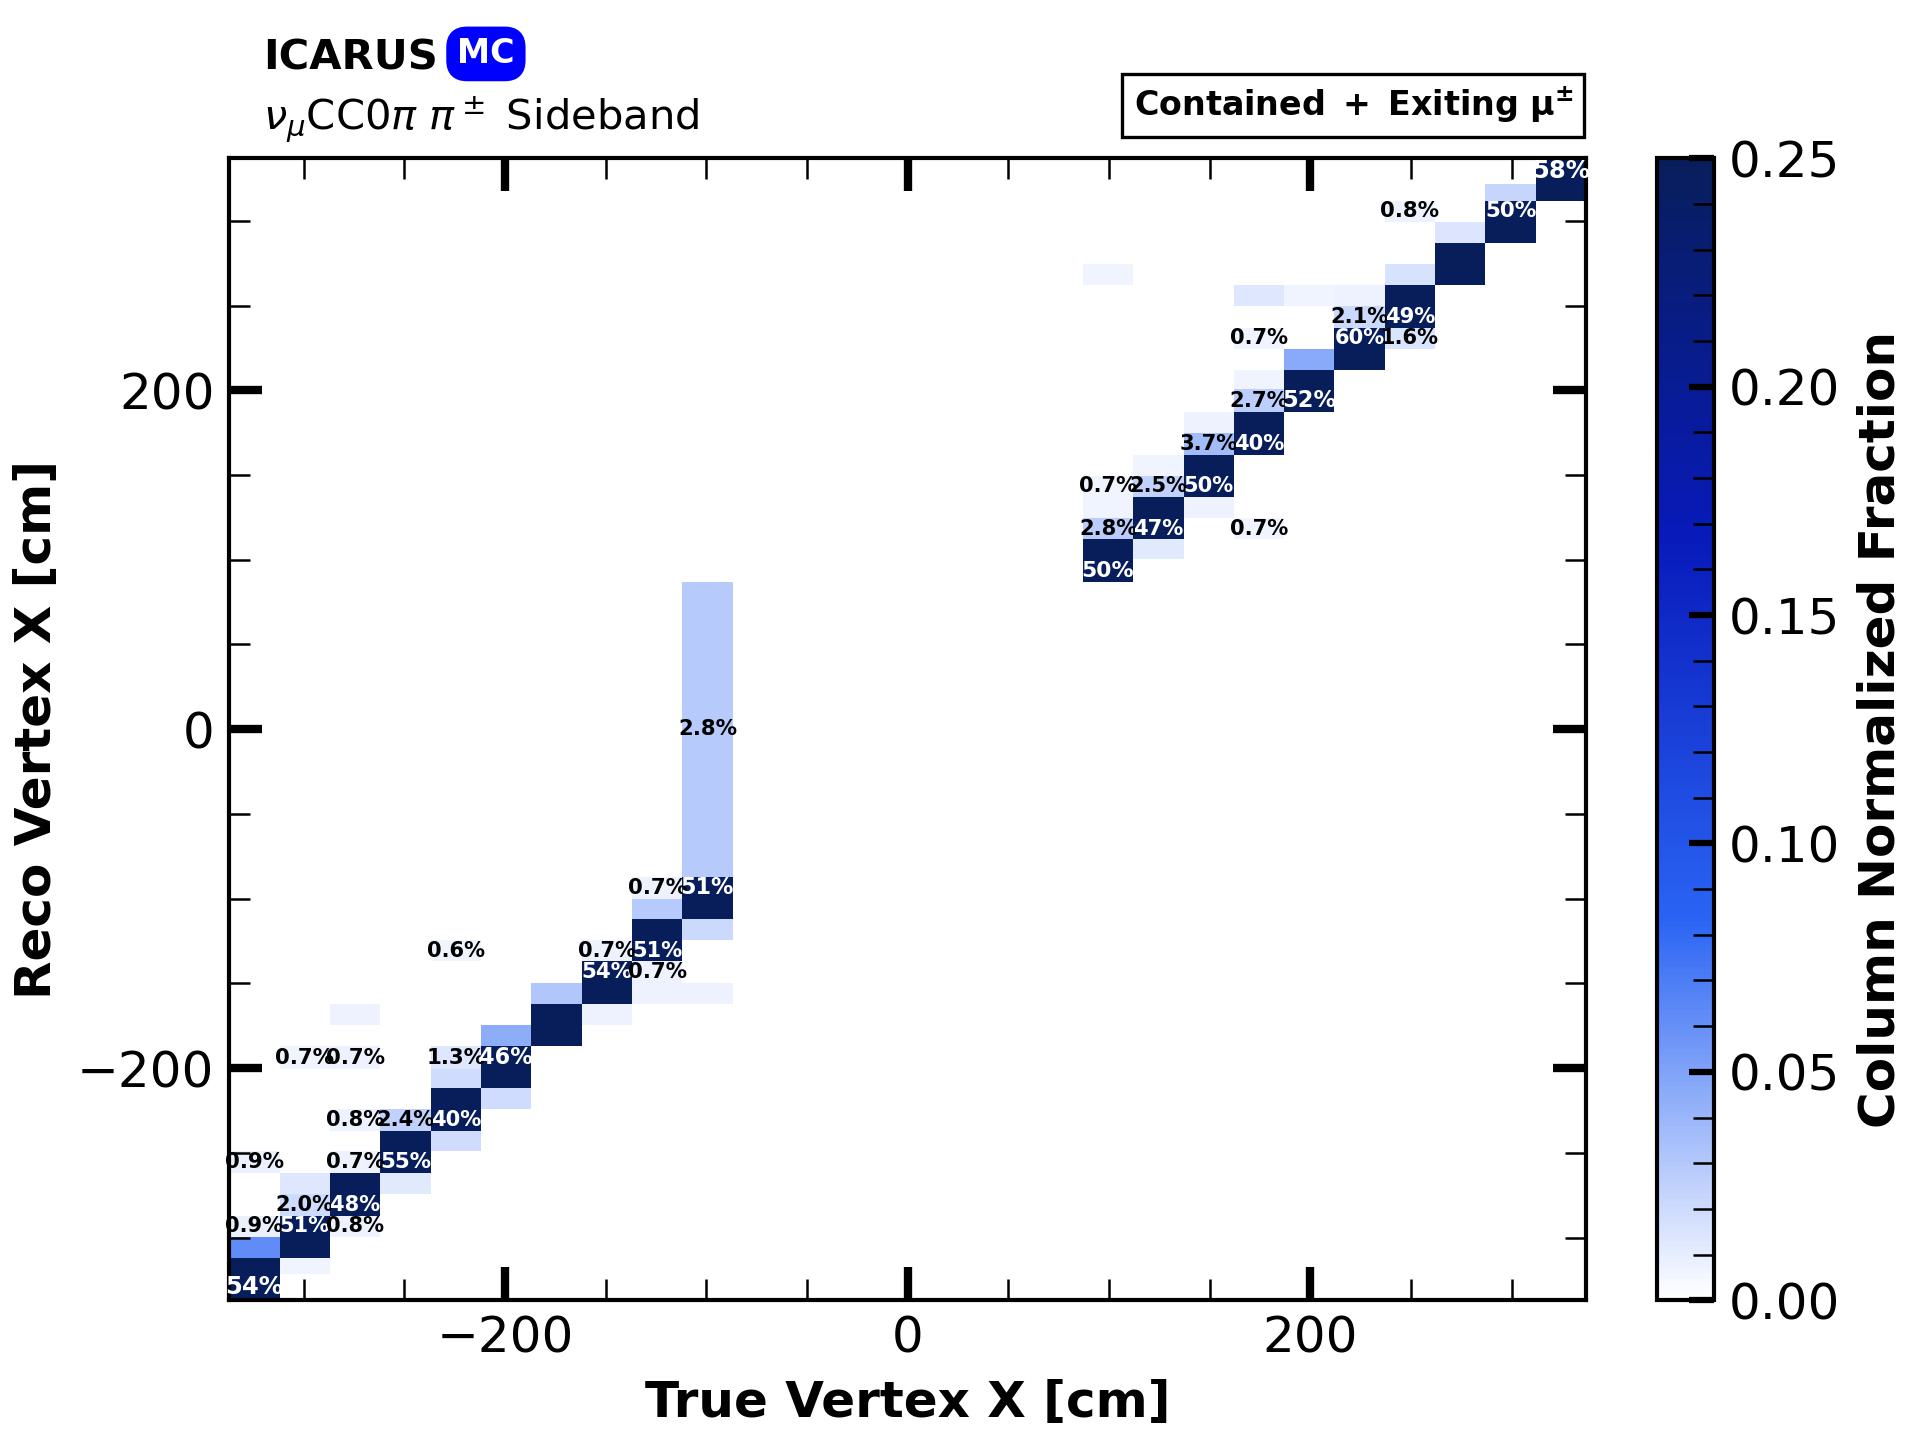 ICARUS MC
νμCC0π π± Sideband
Contained + Exiting μ±
58%
0.8% 50%
2.1% 49%
0.7% 60% 1.6%
2.7% 52%
3.7% 40%
0.7% 2.5% 50%
2.8% 47% 0.7%
50%
2.8%
0.7% 51%
0.6% 0.7% 51%
54% 0.7%
0.7% 0.7% 1.3% 46%
0.8% 2.4% 40%
0.9% 0.7% 55%
2.0% 48%
0.9% 51% 0.8%
54%
200
0
−200
Reco Vertex X [cm]
−200 0 200
True Vertex X [cm]
0.25
0.20
0.15
0.10
0.05
0.00
Column Normalized Fraction